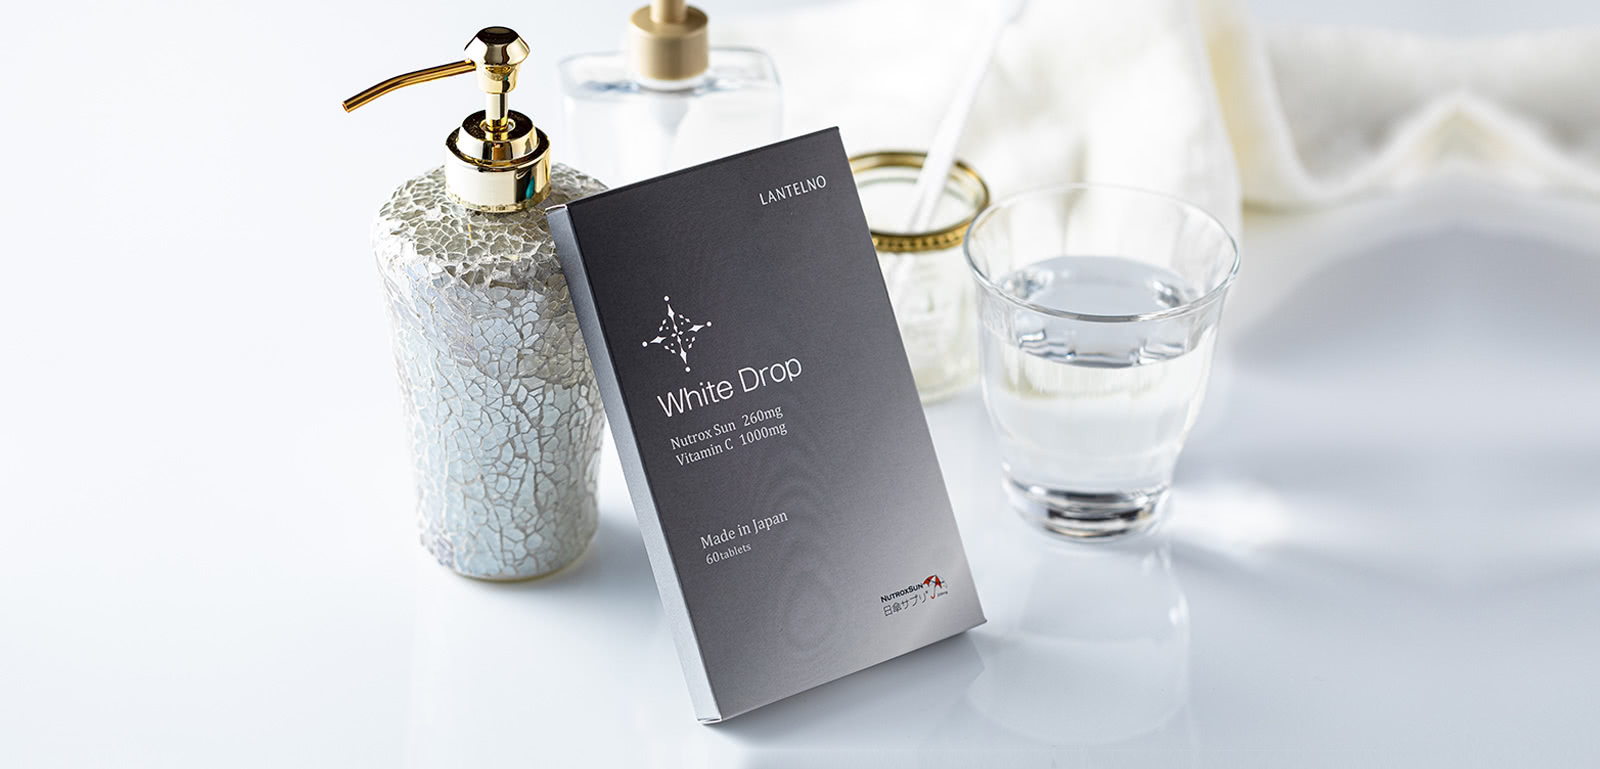 LANTELNO
White Drop
Nutrox Sun 260mg
Vitamin C 1000mg
Made in Japan
60tablets
NUTROXSUN
日傘サプリ